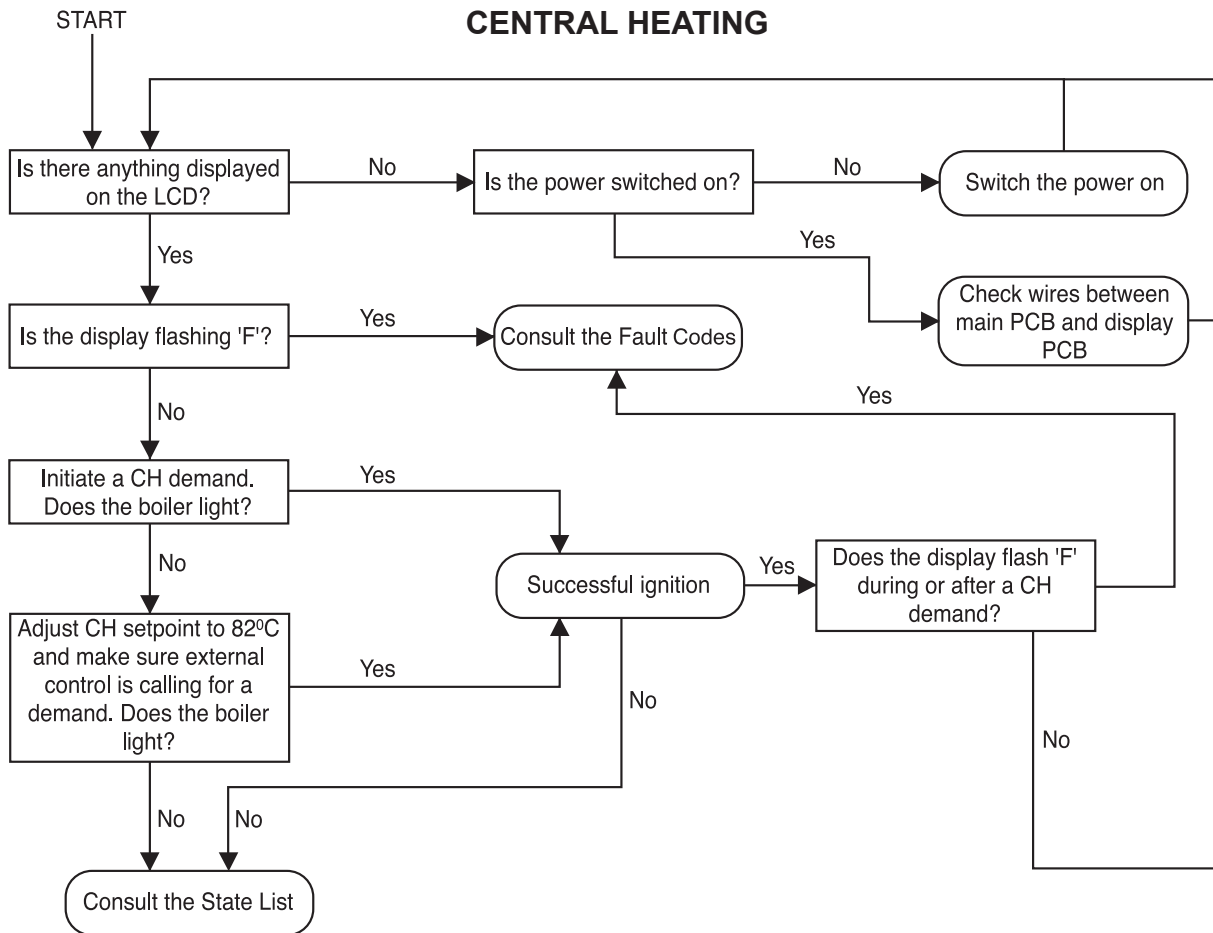 START
CENTRAL HEATING
Is there anything displayed
on the LCD?
No
Is the power switched on?
No
Switch the power on
Yes
Yes
Check wires between
main PCB and display
PCB
Is the display flashing 'F'?
Yes
Consult the Fault Codes
No
Yes
Initiate a CH demand.
Does the boiler light?
Yes
No
Successful ignition
Yes
Does the display flash 'F'
during or after a CH
demand?
Adjust CH setpoint to 82⁰C
and make sure external
control is calling for a
demand. Does the boiler
light?
Yes
No
No
No
No
Consult the State List